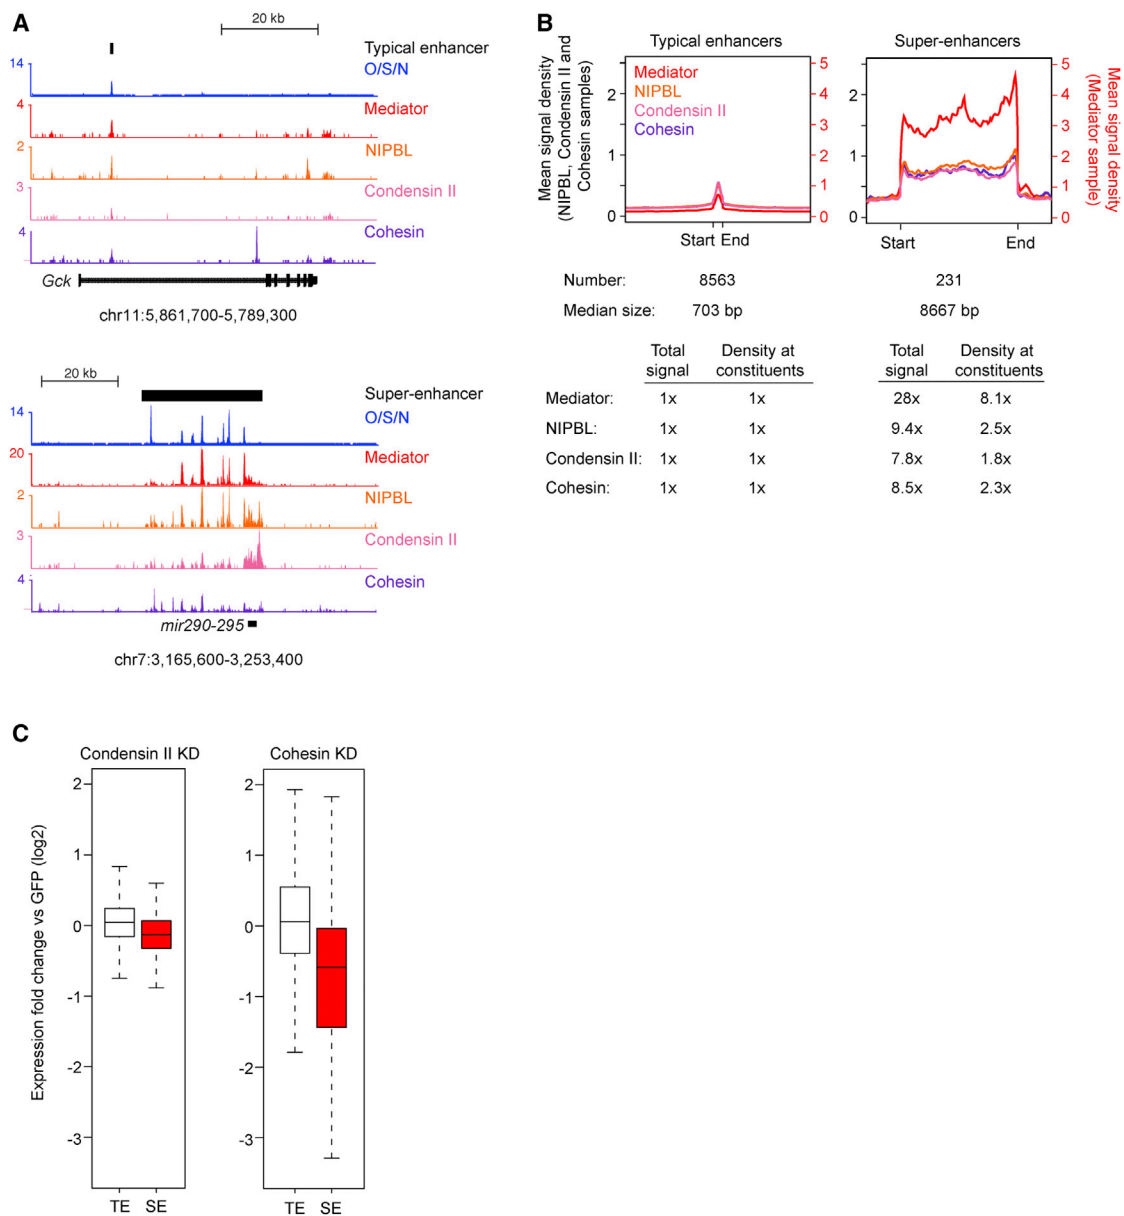 A
20 kb
Typical enhancer
14
O/S/N
4
Mediator
2
NIPBL
3
Condensin II
4
Cohesin
Gck
chr11:5,861,700-5,789,300
20 kb
Super-enhancer
14
O/S/N
20
Mediator
2
NIPBL
3
Condensin II
4
Cohesin
mir290-295
chr7:3,165,600-3,253,400
B
Typical enhancers
Mean signal density
(NIPBL, Condensin II and
Cohesin samples)
2
1
0
Mediator
NIPBL
Condensin II
Cohesin
5
4
3
2
1
0
Start End
Super-enhancers
2
1
0
5
4
3
2
1
0
Mean signal density
(Mediator sample)
Start End
Number: 8563 231
Median size: 703 bp 8667 bp
Total signal Density at constituents Total signal Density at constituents
Mediator: 1x 1x 28x 8.1x
NIPBL: 1x 1x 9.4x 2.5x
Condensin II: 1x 1x 7.8x 1.8x
Cohesin: 1x 1x 8.5x 2.3x
C
Condensin II KD
Expression fold change vs GFP (log2)
2
1
0
-1
-2
-3
TE SE
Cohesin KD
2
1
0
-1
-2
-3
TE SE